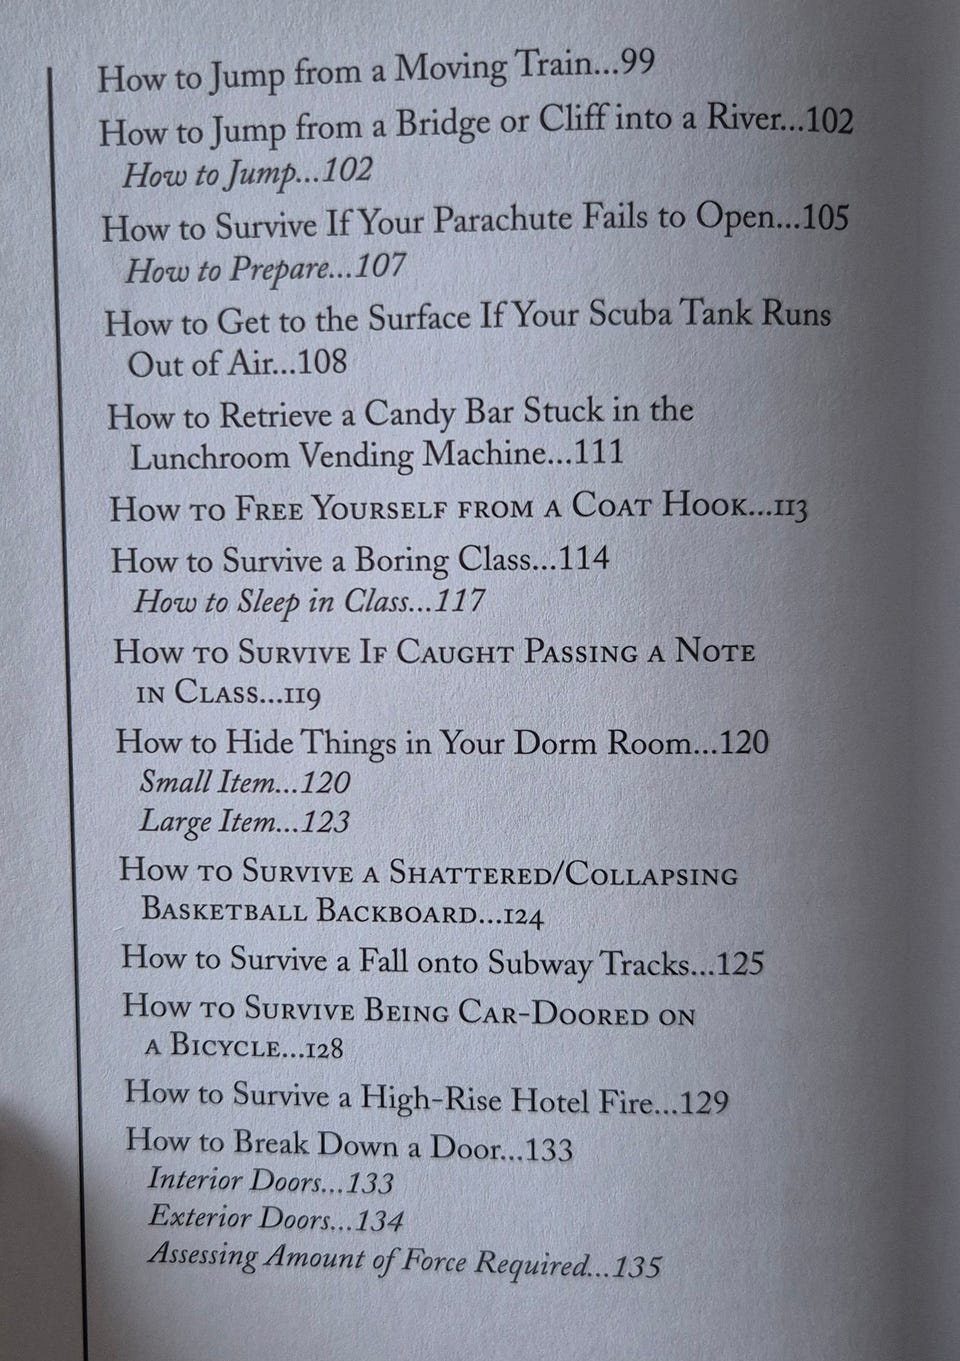 How to Jump from a Moving Train...99
How to Jump from a Bridge or Cliff into a River...102
How to Jump...102
How to Survive If Your Parachute Fails to Open...105
How to Prepare...107
How to Get to the Surface If Your Scuba Tank Runs
Out of Air...108
How to Retrieve a Candy Bar Stuck in the
Lunchroom Vending Machine...111
How to Free Yourself from a Coat Hook...113
How to Survive a Boring Class...114
How to Sleep in Class...117
How to Survive If Caught Passing a Note
in Class...119
How to Hide Things in Your Dorm Room...120
Small Item...120
Large Item...123
How to Survive a Shattered/Collapsing
Basketball Backboard...124
How to Survive a Fall onto Subway Tracks...125
How to Survive Being Car-Doored on
a Bicycle...128
How to Survive a High-Rise Hotel Fire...129
How to Break Down a Door...133
Interior Doors...133
Exterior Doors...134
Assessing Amount of Force Required...135